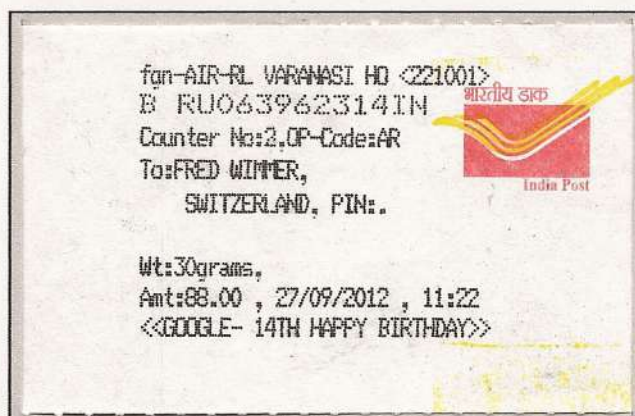 fgn-AIR-RL VARANASI HO <221001>
B RU063962314IN
Counter No:2,OP-Code:AR
To:FRED WIMMER,
SWITZERLAND, PIN:.
भारतीय डाक
India Post
Wt:30grams,
Amt:88.00 , 27/09/2012 , 11:22
<<GOOGLE- 14TH HAPPY BIRTHDAY>>